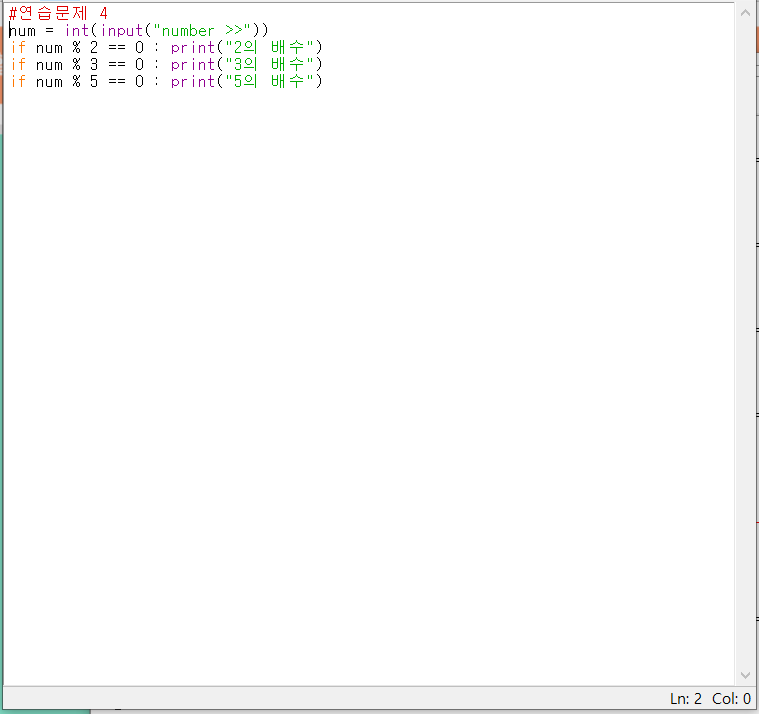 #연습문제 4
num = int(input("number >>"))
if num % 2 == 0 : print("2의 배수")
if num % 3 == 0 : print("3의 배수")
if num % 5 == 0 : print("5의 배수")
Ln: 2 Col: 0